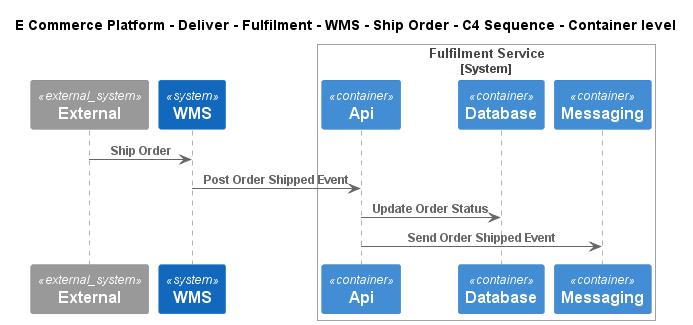 E Commerce Platform - Deliver - Fulfilment - WMS - Ship Order - C4 Sequence - Container level
Fulfilment Service
[System]
«external_system» «system» «container» «container» «container»
External WMS Api Database Messaging
Ship Order
Post Order Shipped Event
Update Order Status
Send Order Shipped Event
«external_system» «system» «container» «container» «container»
External WMS Api Database Messaging